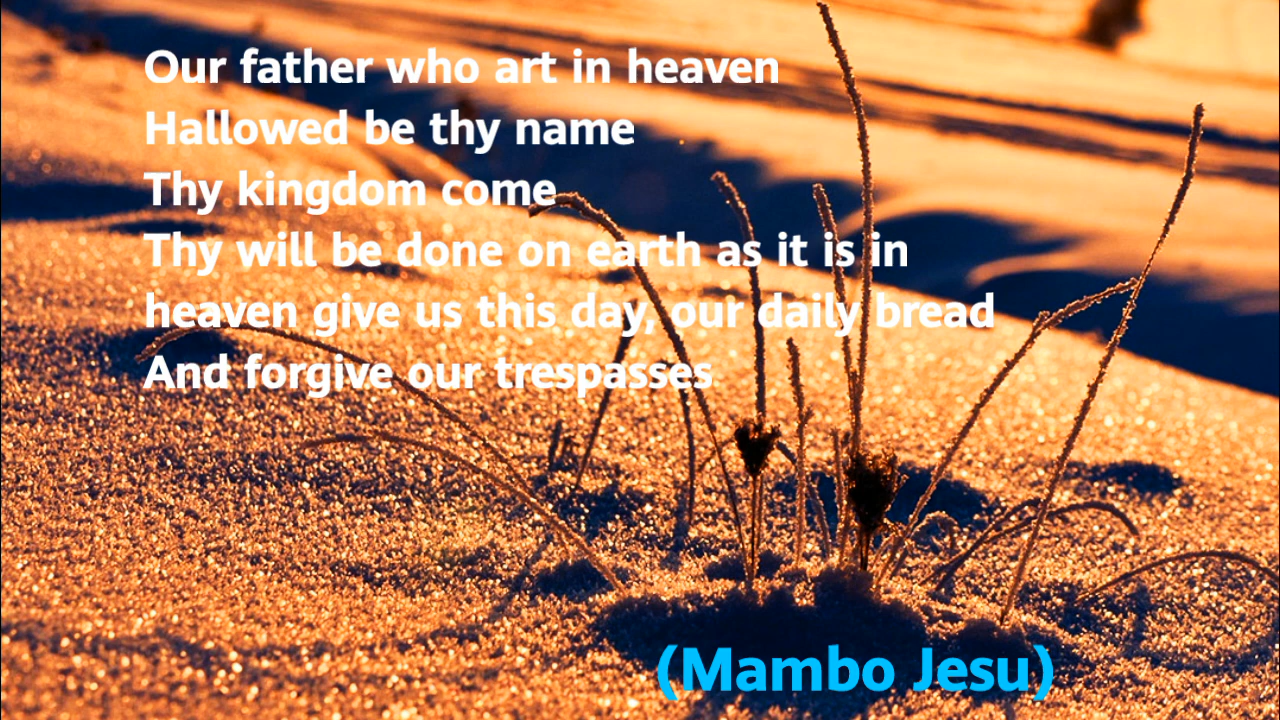 Our father who art in heaven
Hallowed be thy name
Thy kingdom come
Thy will be done on earth as it is in
heaven give us this day, our daily bread
And forgive our trespasses
(Mambo Jesu)